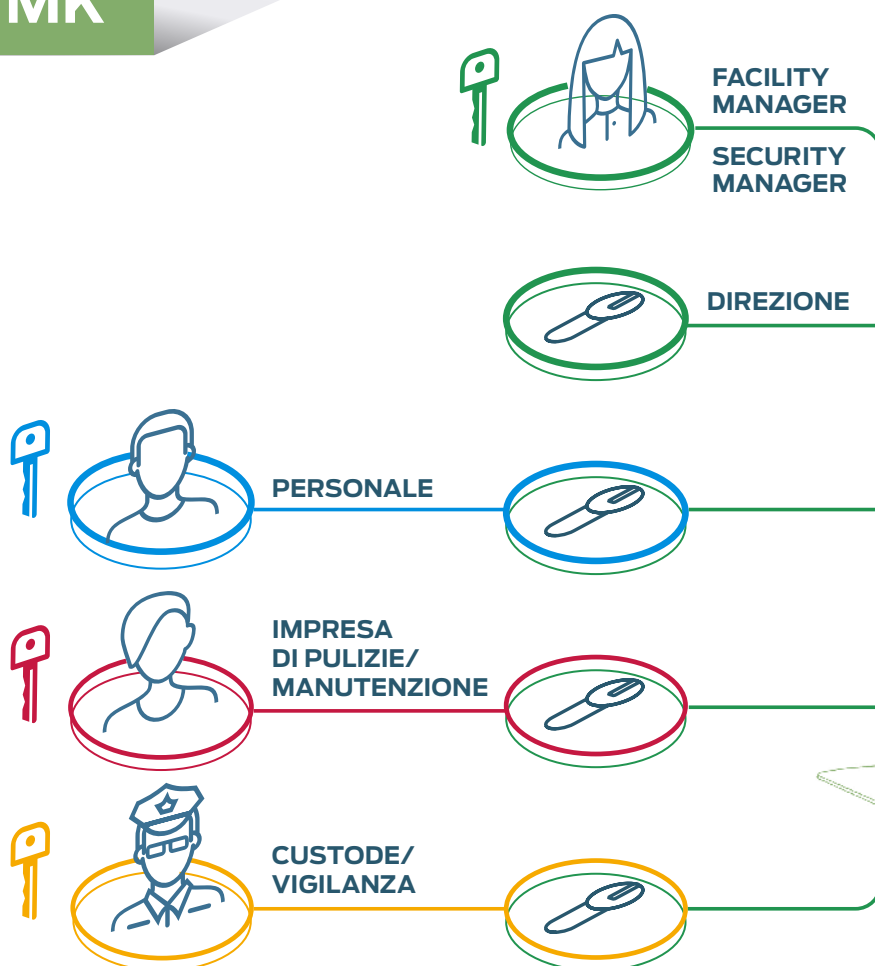 MK
FACILITY
MANAGER
SECURITY
MANAGER
DIREZIONE
PERSONALE
IMPRESA
DI PULIZIE/
MANUTENZIONE
CUSTODE/
VIGILANZA